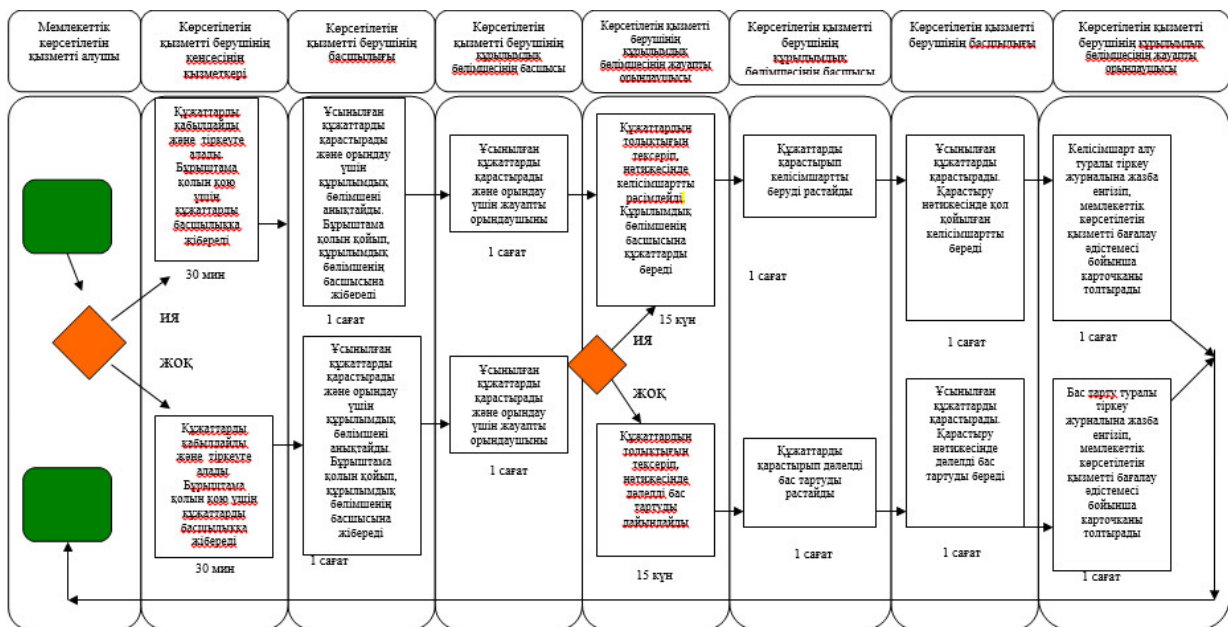 Мемлекеттік
көрсетілетін
қызметті алушы
Көрсетілетін
қызметті берушінің
кеңсесінің
қызметкері
Көрсетілетін
қызметті берушінің
басшылығы
Көрсетілетін
қызметті берушінің
құрылымдық
бөлімшесінің басшысы
Көрсетілетін
қызметті беруші
құрылымдық
бөлімшесінің жауапты
орындаушысы
Көрсетілетін қызметті
берушінің
құрылымдық
бөлімшесінің басшысы
Көрсетілетін қызметті
берушінің басшылығы
Көрсетілетін қызметті
берушінің құрылымдық
бөлімшесінің жауапты
орындаушысы
Құжаттарды
қабылдайды
және тіркеуге
алады.
Бұрыштама
қолын қою
үшін
құжаттарды
басшылыққа
жібереді
30 мин
Ұсынылған
құжаттарды
қарастырады
және орындау
үшін
құрылымдық
бөлімші
анықтайды.
Бұрыштама
қолын қойып,
құрылымдық
бөлімшенің
басшысына
жібереді
1 сағат
Ұсынылған
құжаттарды
қарастырады
және орындау
үшін жауапты
орындаушыны
1 сағат
Құжаттардың
толықтығын
тексеріп,
нәтижесінде
келісімшартты
рәсімдейді
Құрылымдық
бөлімнің
басшысына
құжаттарды
береді
15 күн
Құжаттарды
қарастырып
келісімшартты
беруді растайды
1 сағат
Ұсынылған
құжаттарды
қарастырады.
Қарастыру
нәтижесінде қол
қойылған
келісімшартты
береді
1 сағат
Келісімшарт алу
туралы тіркеу
журналына жазба
енгізіп,
мемлекеттік
көрсетілетін
қызметті бағалау
әдістемесі
бойынша
карточканы
толтырады
1 сағат
ИЯ
ЖОҚ
ИЯ
ЖОҚ
Құжаттарды
қабылдайды
және тіркеуге
алады.
Бұрыштама
қолын қою үшін
құжаттарды
басшылыққа
жібереді
30 мин
Ұсынылған
құжаттарды
қарастырады
және орындау
үшін
құрылымдық
бөлімшені
анықтайды.
Бұрыштама
қолын қойып,
құрылымдық
бөлімшенің
басшысына
жібереді
1 сағат
Ұсынылған
құжаттарды
қарастырады
және орындау
үшін жауапты
орындаушыны
1 сағат
Құжаттардың
толықтығын
тексеріп,
нәтижесінде
дәлелді бас
тартуды
дайындайды
15 күн
Құжаттарды
қарастырып дәлелді
бас тартуды
растайды
1 сағат
Ұсынылған
құжаттарды
қарастырады.
Қарастыру
нәтижесінде
дәлелді бас
тартуды береді
1 сағат
Бас тарту туралы
тіркеу
журналына жазба
енгізіп,
мемлекеттік
көрсетілетін
қызметті бағалау
әдістемесі
бойынша
карточканы
толтырады
1 сағат